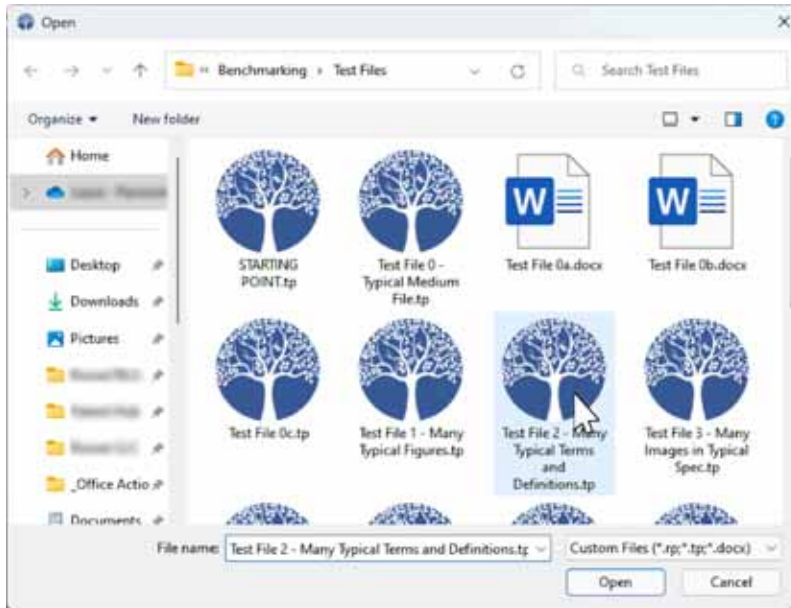 Open
« Benchmarking › Test Files
Search Test Files
Organize
New folder
Home
Desktop
Downloads
Pictures
_Office Actio
Documents
STARTING
POINT.tp
Test File 0 -
Typical Medium
File.tp
W
Test File 0a.docx
W
Test File 0b.docx
Test File 0c.tp
Test File 1 - Many
Typical Figures.tp
Test File 2 - Many
Typical Terms
and
Definitions.tp
Test File 3 - Many
Images in Typical
Spec.tp
File name:
Test File 2 - Many Typical Terms and Definitions.tp
Custom Files (*.rp;*.tp;*.docx)
Open
Cancel